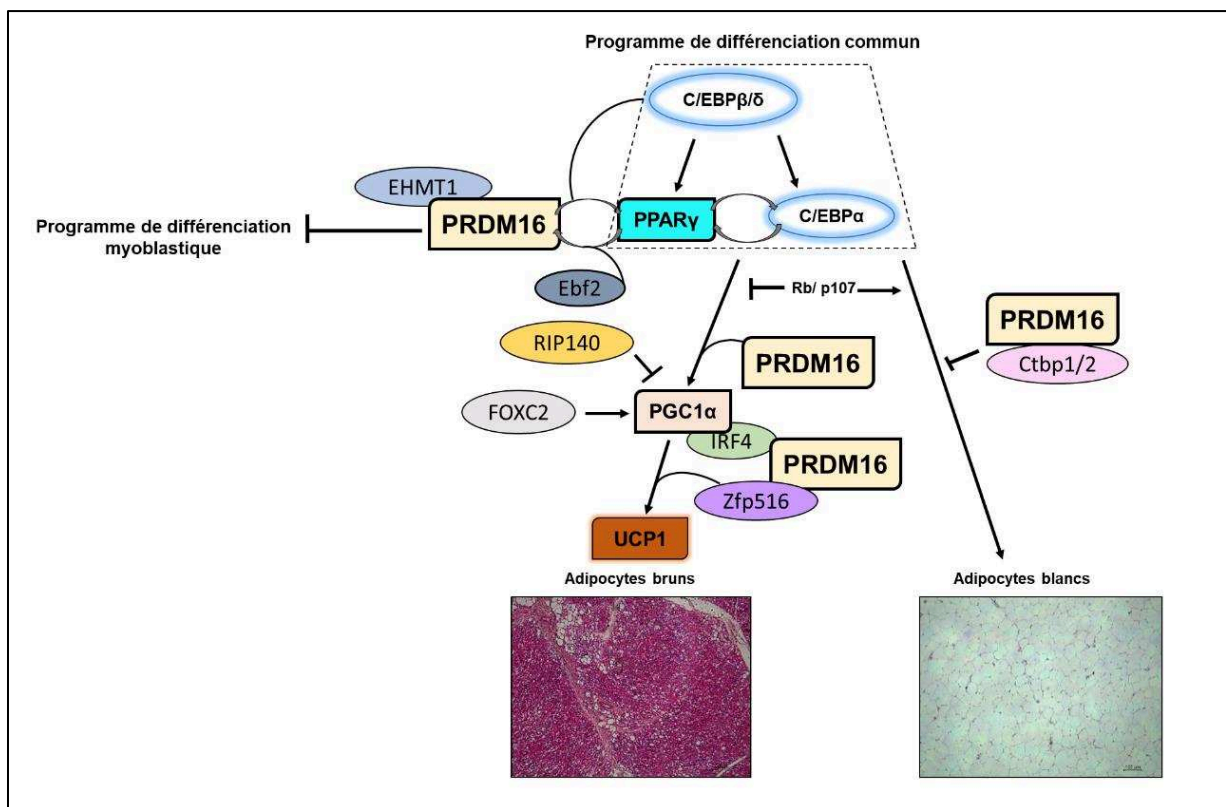 Programme de différenciation commun
C/EBPβ/δ
EHMT1
PRDM16
PPARγ
C/EBPα
Programme de différenciation
myoblastique
Ebf2
Rb/ p107
RIP140
PRDM16
PRDM16
Ctbp1/2
FOXC2
PGC1α
IRF4
PRDM16
Zfp516
UCP1
Adipocytes bruns
Adipocytes blancs